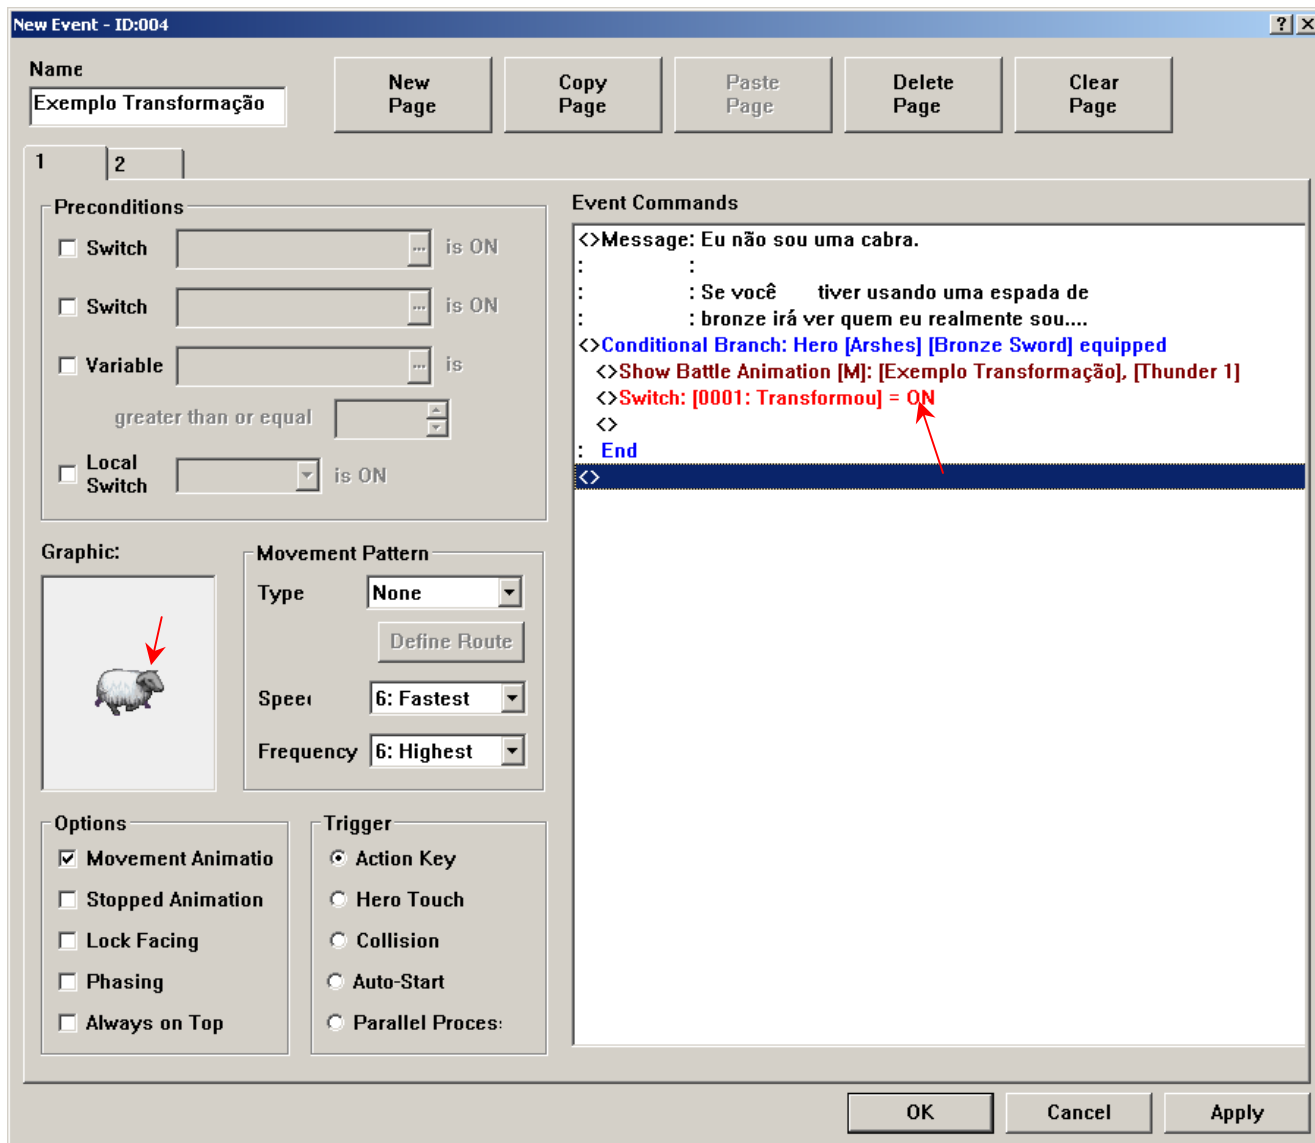 New Event - ID:004
Name
Exemplo Transformação
New Page
Copy Page
Paste Page
Delete Page
Clear Page
1
2
Preconditions
Switch ... is ON
Switch ... is ON
Variable ... is
greater than or equal
Local Switch is ON
Graphic:
Movement Pattern
Type None
Define Route
Speed 6: Fastest
Frequency 6: Highest
Options
Movement Animatio
Stopped Animation
Lock Facing
Phasing
Always on Top
Trigger
Action Key
Hero Touch
Collision
Auto-Start
Parallel Proces
Event Commands
<>Message: Eu não sou uma cabra.
: :
: : Se você tiver usando uma espada de
: : bronze irá ver quem eu realmente sou....
<>Conditional Branch: Hero [Arshes] [Bronze Sword] equipped
<>Show Battle Animation [M]: [Exemplo Transformação], [Thunder 1]
<>Switch: [0001: Transformou] = ON
<>
: End
<>
OK
Cancel
Apply